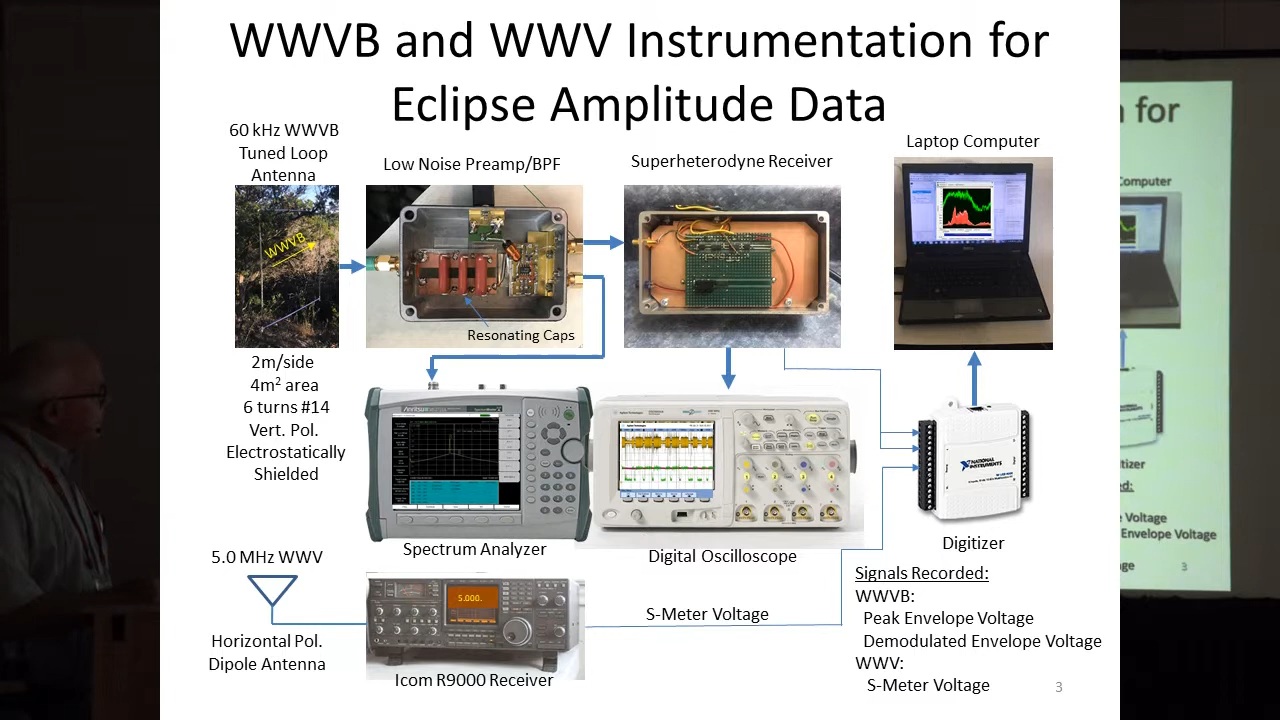 WWVB and WWV Instrumentation for
Eclipse Amplitude Data
60 kHz WWVB
Tuned Loop
Antenna
Low Noise Preamp/BPF
Superheterodyne Receiver
Laptop Computer
WWVB
Resonating Caps
2m/side
4m² area
6 turns #14
Vert. Pol.
Electrostatically
Shielded
Anritsu
Agilent Technologies
NATIONAL
INSTRUMENTS
Spectrum Analyzer
Digital Oscilloscope
Digitizer
5.0 MHz WWV
5.000.
Horizontal Pol.
Dipole Antenna
Icom R9000 Receiver
S-Meter Voltage
Signals Recorded:
WWVB:
Peak Envelope Voltage
Demodulated Envelope Voltage
WWV:
S-Meter Voltage
3
for
Computer
Voltage
Envelope Voltage
3